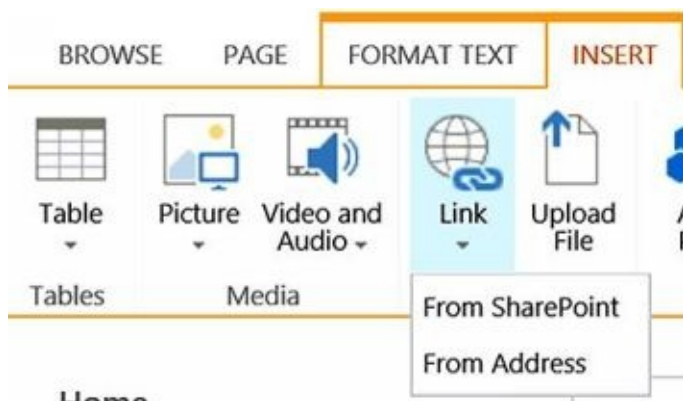 BROWSE PAGE FORMAT TEXT INSERT
Table Picture Video and Link Upload
Audio File
Tables Media
From SharePoint
From Address
Home